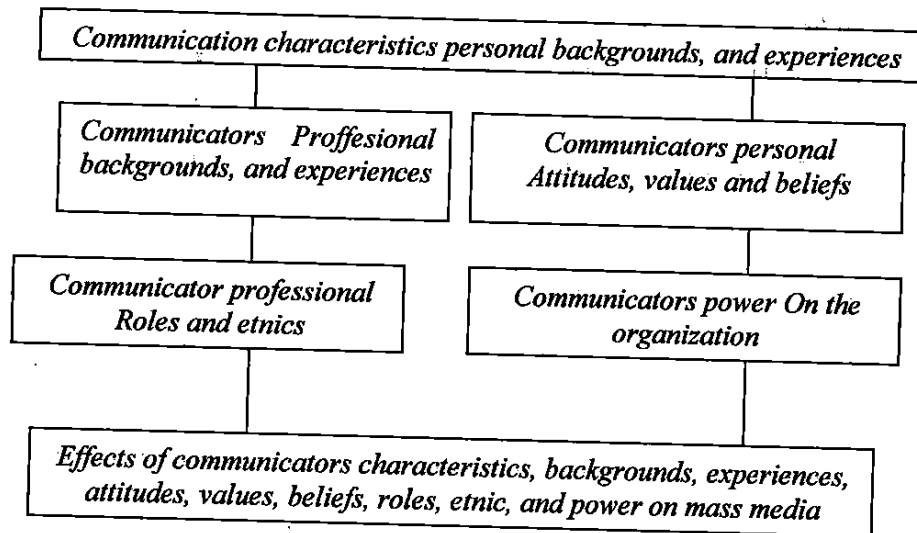 Communication characteristics personal backgrounds, and experiences
Communicators Proffesional
backgrounds, and experiences
Communicators personal
Attitudes, values and beliefs
Communicator professional
Roles and etnics
Communicators power On the
organization
Effects of communicators characteristics, backgrounds, experiences,
attitudes, values, beliefs, roles, etnic, and power on mass media